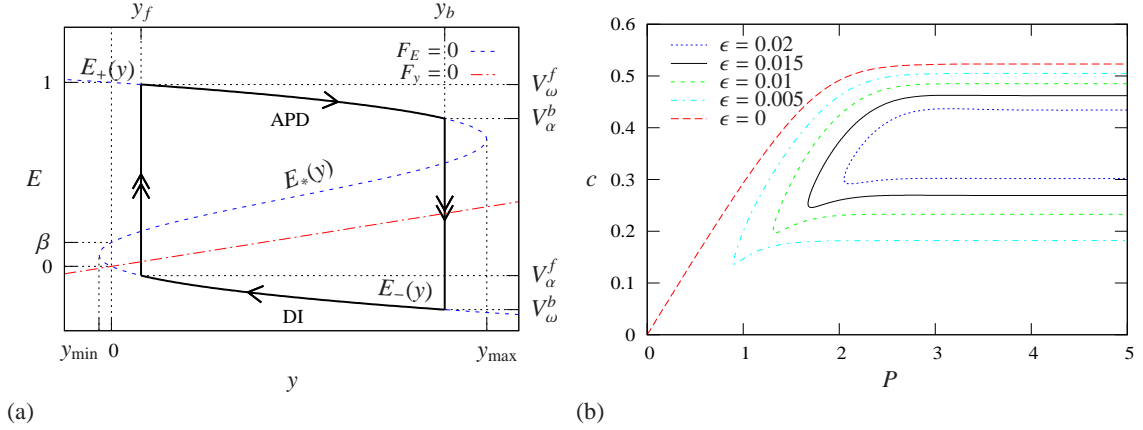 y_f
y_b
F_E = 0
F_y = 0
E_+(y)
1
V_ω^f
APD
V_α^b
E
E_*(y)
β
0
V_α^f
E_−(y)
V_ω^b
DI
y_min
0
y_max
y
(a)
0.6
ϵ = 0.02
ϵ = 0.015
0.5
ϵ = 0.01
ϵ = 0.005
0.4
ϵ = 0
c
0.3
0.2
0.1
0
0
1
2
3
4
5
P
(b)